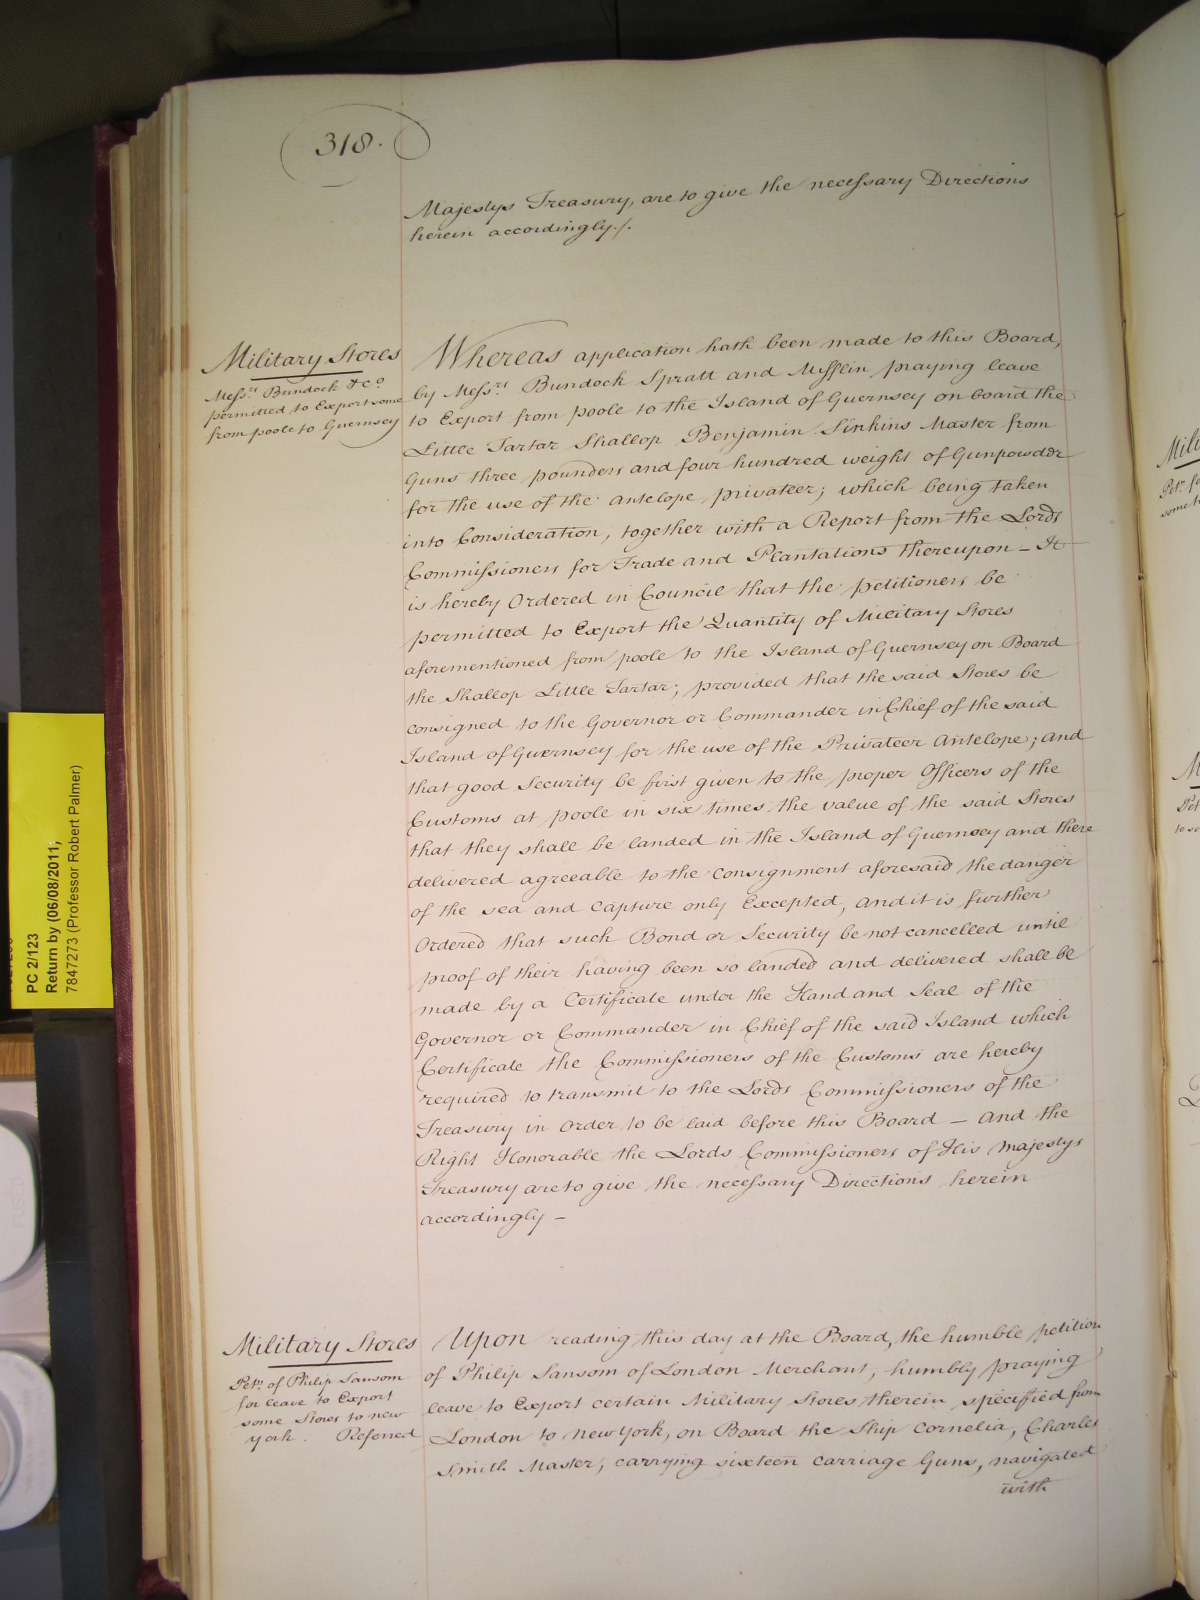 318.
Majestys Treasury, are to give the necessary Directions
herein accordingly./.
Military Stores
Messrs. Bundock & Co.
permitted to Export some
from poole to Guernsey
Whereas application hath been made to this Board,
by Messrs. Bundock Spratt and Mifflin praying leave
to Export from poole to the Island of Guernsey on board the
Little Tartar Shallop Benjamin Sinkins Master from
Guns three pounders and four hundred weight of Gunpowder
for the use of the antelope privateer; which being taken
into Consideration, together with a Report from the Lords
Commissioners for Trade and Plantations thereupon – It
is hereby Ordered in Council that the petitioners be
permitted to Export the Quantity of Military Stores
aforementioned from poole to the Island of Guernsey on Board
the Shallop Little Tartar; provided that the said Stores be
consigned to the Governor or Commander in Chief of the said
Island of Guernsey for the use of the Privateer Antelope; and
that good Security be first given to the proper Officers of the
Customs at poole in six times the value of the said Stores
that they shall be landed in the Island of Guernsey and there
delivered agreeable to the Consignment aforesaid the danger
of the sea and Capture only Excepted, and it is further
Ordered that such Bond or Security be not cancelled until
proof of their having been so landed and delivered shall be
made by a Certificate under the Hand and Seal of the
Governor or Commander in Chief of the said Island which
Certificate the Commissioners of the Customs are hereby
required to transmit to the Lords Commissioners of the
Treasury in order to be laid before this Board – and the
Right Honorable the Lords Commissioners of His Majestys
Treasury are to give the necessary Directions herein
accordingly –
Military Stores
Petn. of Philip Sansom
for leave to Export
some Stores to new
york. Referred
Upon reading this day at the Board, the humble petition
of Philip Sansom of London Merchant, humbly praying
leave to Export certain Military Stores therein specified from
London to new York, on Board the Ship Cornelia, Charles
Smith Master, carrying sixteen Carriage Guns, navigated
with
PC 2/123
Return by (06/08/2011;
7847273 (Professor Robert Palmer)